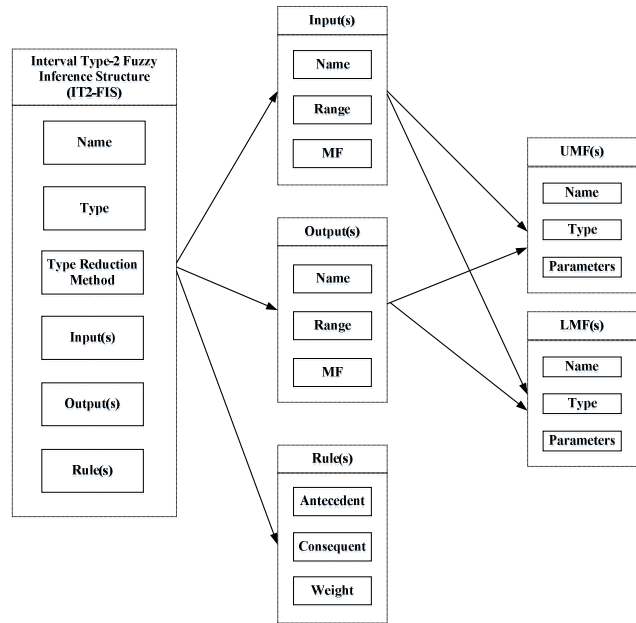 Interval Type-2 Fuzzy
Inference Structure
(IT2-FIS)
Name
Type
Type Reduction
Method
Input(s)
Output(s)
Rule(s)
Input(s)
Name
Range
MF
Output(s)
Name
Range
MF
Rule(s)
Antecedent
Consequent
Weight
UMF(s)
Name
Type
Parameters
LMF(s)
Name
Type
Parameters